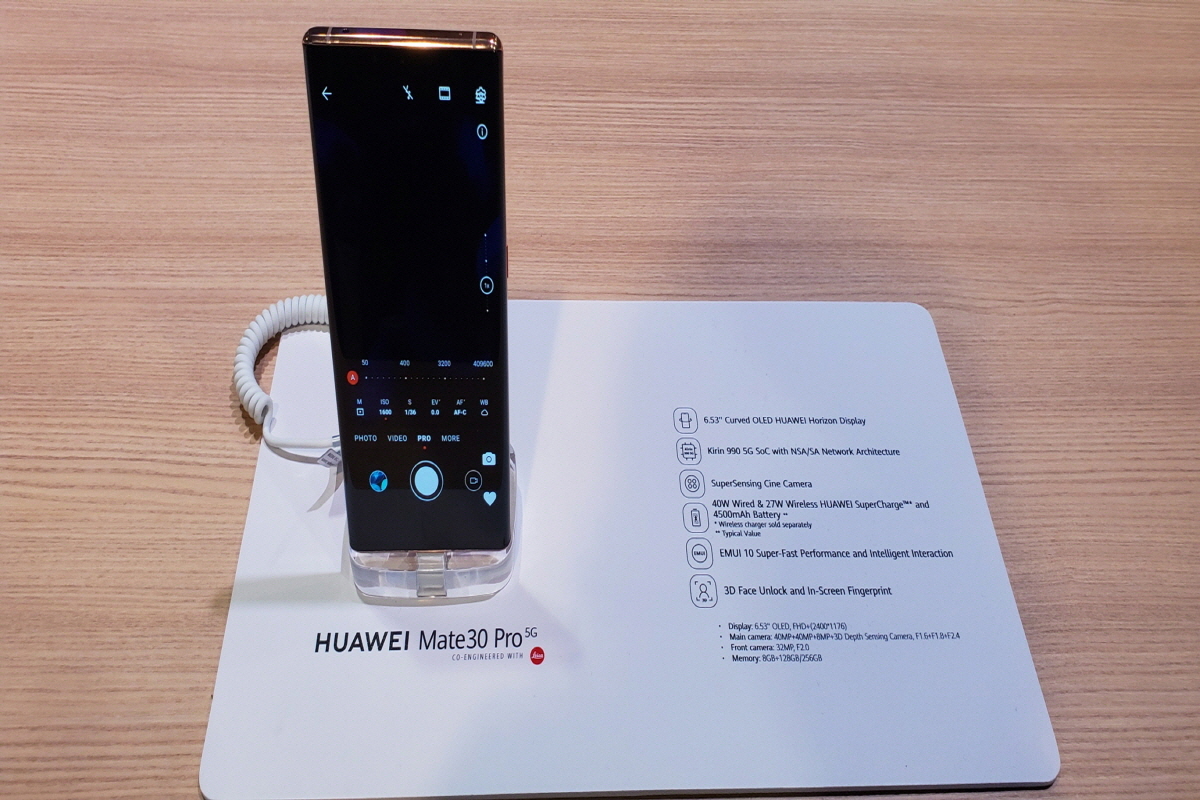 1x
50 400 3200 409600
A
M ISO S EV· AF· WB
1600 1/36 0.0 AF-C
PHOTO VIDEO PRO MORE
HUAWEI Mate30 Pro 5G
CO-ENGINEERED WITH Leica
6.53" Curved OLED HUAWEI Horizon Display
Kirin 990 5G SoC with NSA/SA Network Architecture
SuperSensing Cine Camera
40W Wired & 27W Wireless HUAWEI SuperCharge™* and
4500mAh Battery **
* Wireless charger sold separately
** Typical Value
EMUI
EMUI 10 Super-Fast Performance and Intelligent Interaction
3D
3D Face Unlock and In-Screen Fingerprint
• Display: 6.53" OLED, FHD+(2400*1176)
• Main camera: 40MP+40MP+8MP+3D Depth Sensing Camera, F1.6+F1.8+F2.4
• Front camera: 32MP, F2.0
• Memory: 8GB+128GB/256GB